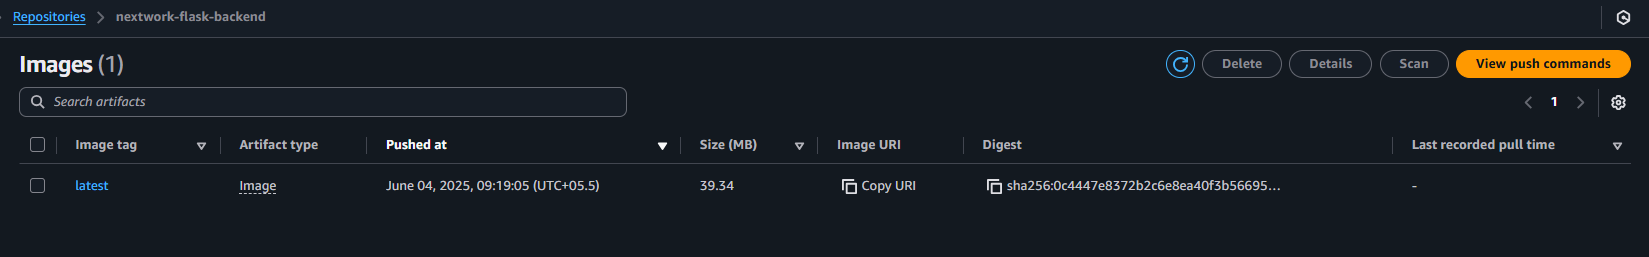 Repositories > nextwork-flask-backend
Images (1)
Delete Details Scan View push commands
Search artifacts
1
Image tag Artifact type Pushed at Size (MB) Image URI Digest Last recorded pull time
latest Image June 04, 2025, 09:19:05 (UTC+05.5) 39.34 Copy URI sha256:0c4447e8372b2c6e8ea40f3b56695... -